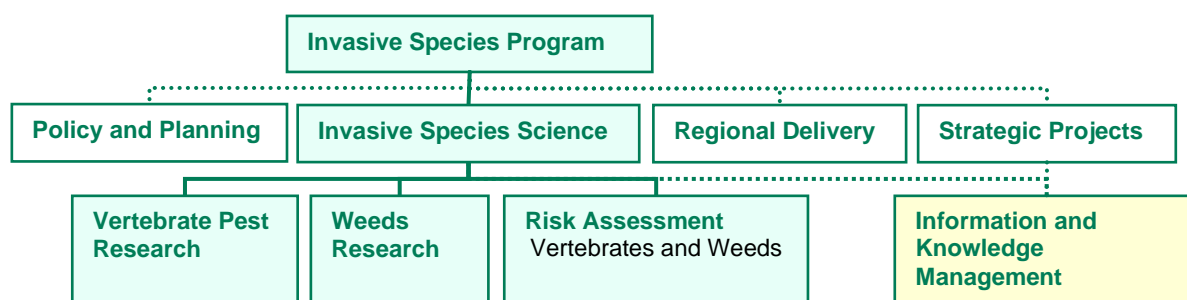 Invasive Species Program
Policy and Planning
Invasive Species Science
Regional Delivery
Strategic Projects
Vertebrate Pest
Research
Weeds
Research
Risk Assessment
Vertebrates and Weeds
Information and
Knowledge
Management